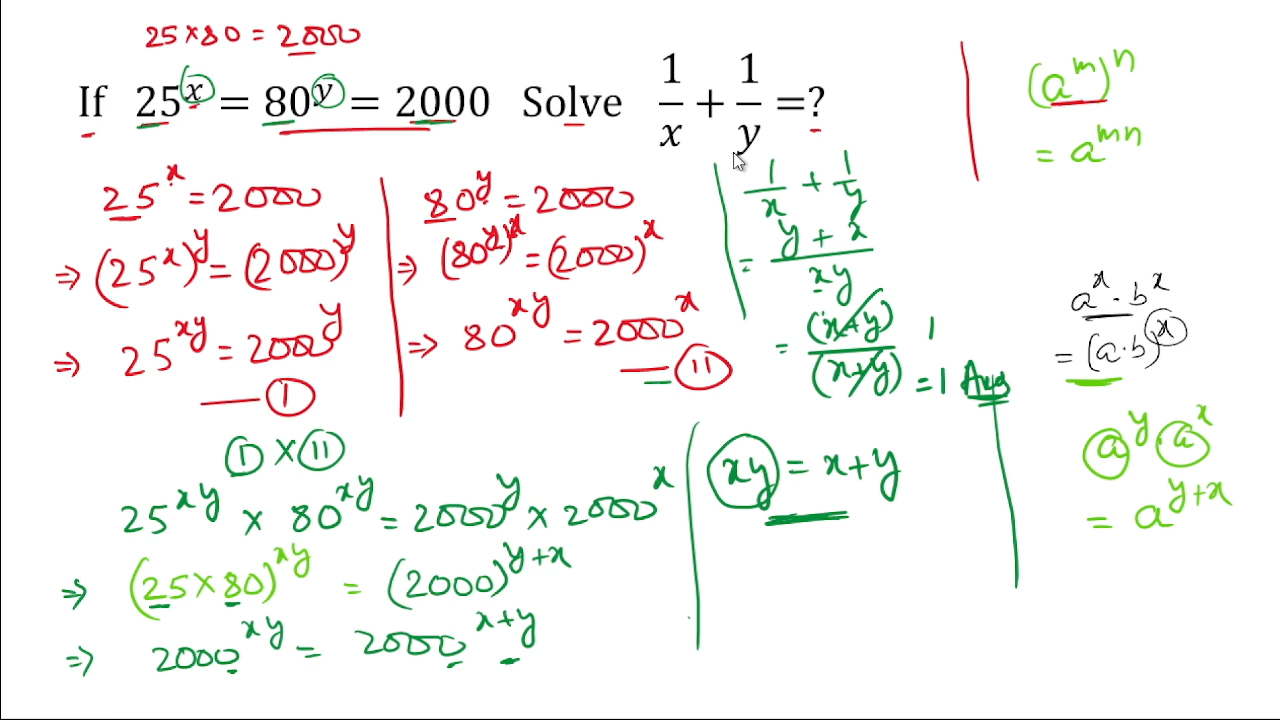 25 × 80 = 2000
If 25^x = 80^y = 2000 Solve 1/x + 1/y =?
25^x = 2000
⇒ (25^x)^y = (2000)^y
⇒ 25^xy = 2000^y
— I
80^y = 2000
⇒ (80^y)^x = (2000)^x
⇒ 80^xy = 2000^x
— II
1/x + 1/y
= y + x / xy
= (x+y) / (x+y) 1
= 1 Ans
(a^m)^n
= a^mn
a^x · b^x
= (a·b)^x
a^y · a^x
= a^y+x
I × II
25^xy × 80^xy = 2000^y × 2000^x
⇒ (25×80)^xy = (2000)^y+x
⇒ 2000^xy = 2000^x+y
xy = x+y